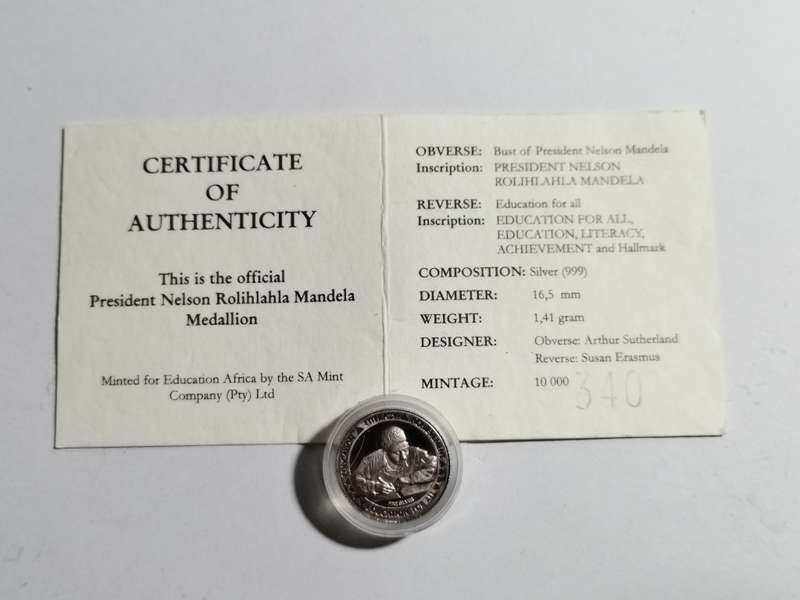 CERTIFICATE
OF
AUTHENTICITY
This is the official
President Nelson Rolihlahla Mandela
Medallion
Minted for Education Africa by the SA Mint
Company (Pty) Ltd
OBVERSE: Bust of President Nelson Mandela
Inscription: PRESIDENT NELSON
ROLIHLAHLA MANDELA
REVERSE: Education for all
Inscription: EDUCATION FOR ALL,
EDUCATION, LITERACY,
ACHIEVEMENT and Hallmark
COMPOSITION: Silver (999)
DIAMETER: 16,5 mm
WEIGHT: 1,41 gram
DESIGNER: Obverse: Arthur Sutherland
Reverse: Susan Erasmus
MINTAGE: 10 000 340
EDUCATION LITERACY
EDUCATION